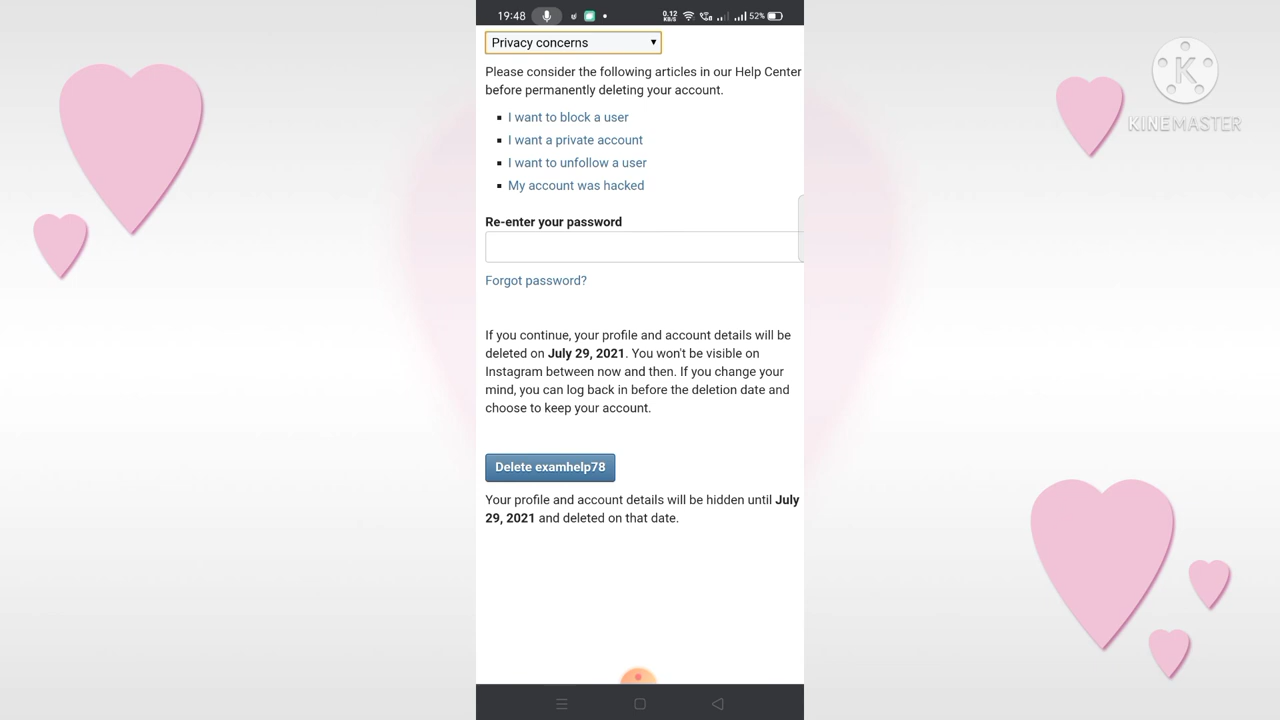 19:48
0.12
KB/S
52%
Privacy concerns
Please consider the following articles in our Help Center
before permanently deleting your account.
I want to block a user
I want a private account
I want to unfollow a user
My account was hacked
Re-enter your password
Forgot password?
If you continue, your profile and account details will be
deleted on July 29, 2021. You won't be visible on
Instagram between now and then. If you change your
mind, you can log back in before the deletion date and
choose to keep your account.
Delete examhelp78
Your profile and account details will be hidden until July
29, 2021 and deleted on that date.
K
KINEMASTER